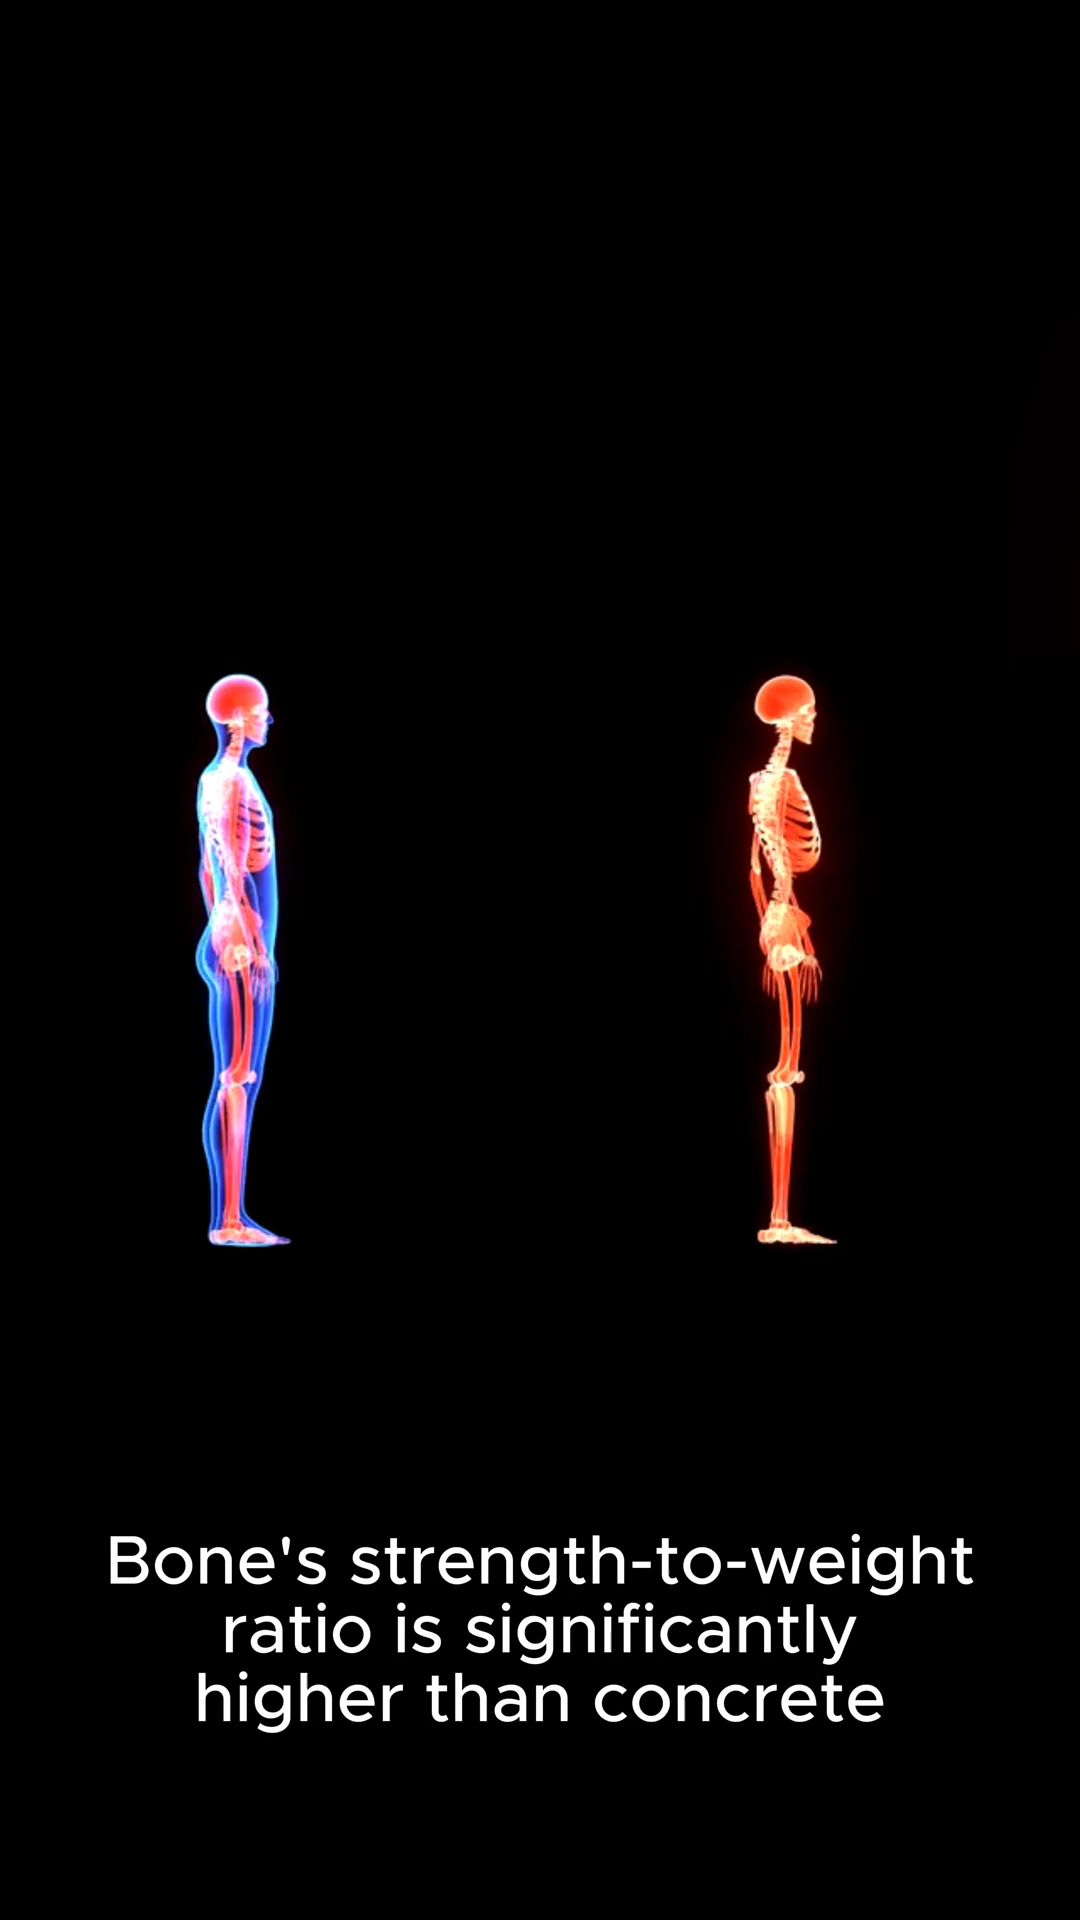 Bone's strength-to-weight
ratio is significantly
higher than concrete